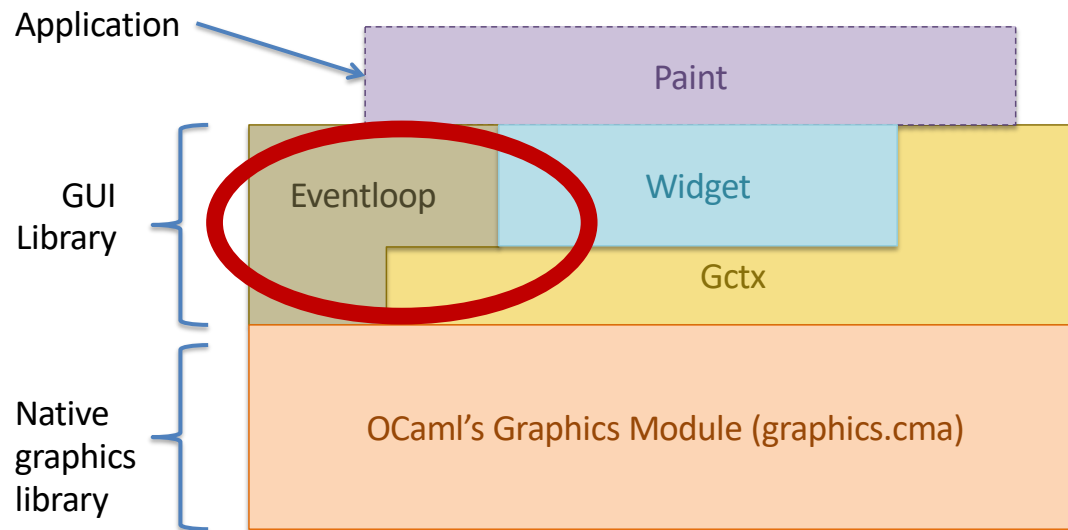 Application
Paint
GUI
Library
Eventloop
Widget
Gctx
Native
graphics
library
OCaml's Graphics Module (graphics.cma)